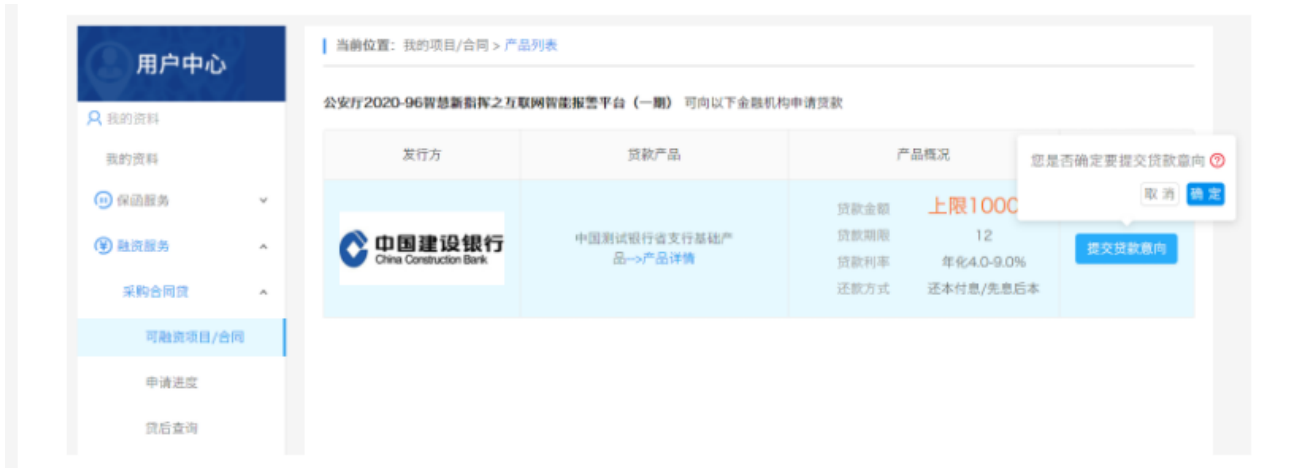 用户中心
当前位置：我的项目/合同 > 产品列表
公安厅2020-96智慧新指挥之互联网智能报警平台（一期） 可向以下金融机构申请贷款
我的资料
我的资料
保函服务
融资服务
采购合同贷
可融资项目/合同
申请进度
贷后查询
发行方
贷款产品
产品概况
您是否确定要提交贷款意向
取 消
确 定
中国建设银行
China Construction Bank
中国测试银行省支行基础产
品-->产品详情
贷款金额 上限1000
贷款期限 12
贷款利率 年化4.0-9.0%
还款方式 还本付息/先息后本
提交贷款意向